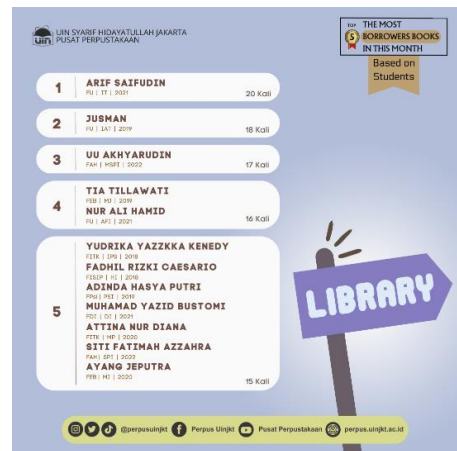 UIN SYARIF HIDAYATULLAH JAKARTA
PUSAT PERPUSTAKAAN
uin
TOP 5
THE MOST
BORROWERS BOOKS
IN THIS MONTH
Based on
Students
1
ARIF SAIFUDIN
FU | IT | 2021
20 Kali
2
JUSMAN
FU | IAT | 2019
18 Kali
3
UU AKHYARUDIN
FAH | MSPI | 2022
17 Kali
4
TIA TILLAWATI
FEB | MJ | 2019
NUR ALI HAMID
FU | AFI | 2021
16 Kali
5
YUDRIKA YAZZKKA KENEDY
FITK | IPS | 2018
FADHIL RIZKI CAESARIO
FISIP | HI | 2018
ADINDA HASYA PUTRI
FPsi | PSI | 2019
MUHAMAD YAZID BUSTOMI
FDI | DI | 2021
ATTINA NUR DIANA
FITK | MP | 2020
SITI FATIMAH AZZAHRA
FAH| SPI | 2022
AYANG JEPUTRA
FEB | MJ | 2020
15 Kali
LIBRARY
@perpusuinjkt
Perpus Uinjkt
Pusat Perpustakaan
perpus.uinjkt.ac.id